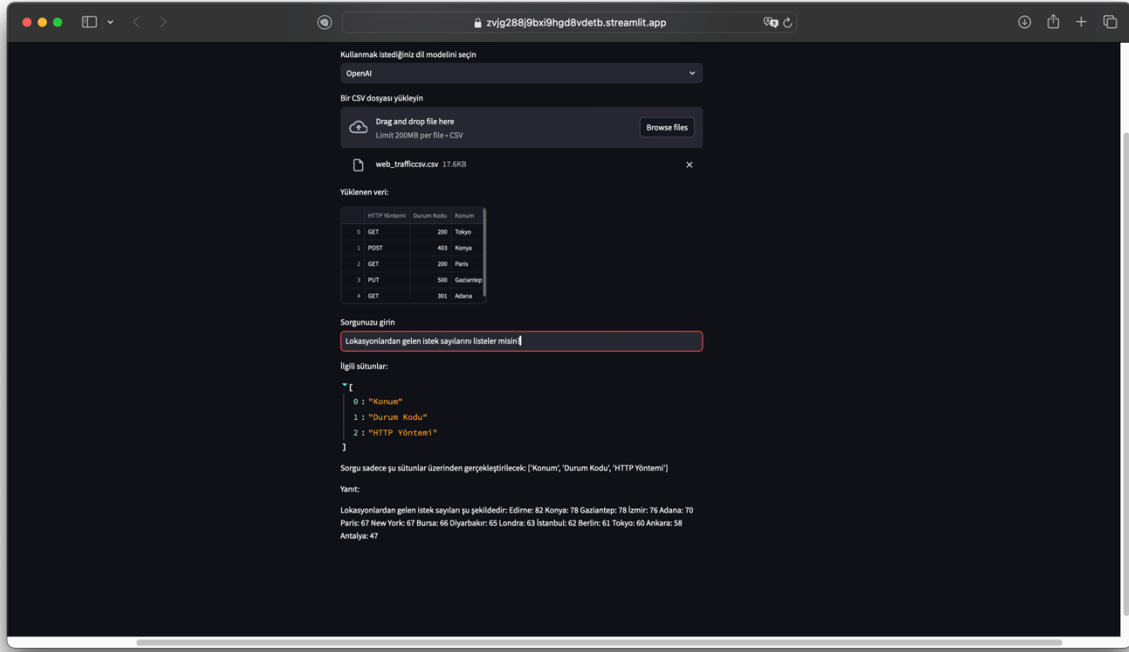 zvjg288j9bxi9hgd8vdetb.streamlit.app
Kullanmak istediğiniz dil modelini seçin
OpenAI
Bir CSV dosyası yükleyin
Drag and drop file here
Limit 200MB per file • CSV
Browse files
web_trafficcsv.csv 17.6KB
Yüklenen veri:
HTTP Yöntemi Durum Kodu Konum
0 GET 200 Tokyo
1 POST 403 Konya
2 GET 200 Paris
3 PUT 500 Gaziantep
4 GET 301 Adana
Sorgunuzu girin
Lokasyonlardan gelen istek sayılarını listeler misin?
İlgili sütunlar:
[
0 : "Konum"
1 : "Durum Kodu"
2 : "HTTP Yöntemi"
]
Sorgu sadece şu sütunlar üzerinden gerçekleştirilecek: ['Konum', 'Durum Kodu', 'HTTP Yöntemi']
Yanıt:
Lokasyonlardan gelen istek sayıları şu şekildedir: Edirne: 82 Konya: 78 Gaziantep: 78 İzmir: 76 Adana: 70
Paris: 67 New York: 67 Bursa: 66 Diyarbakır: 65 Londra: 63 İstanbul: 62 Berlin: 61 Tokyo: 60 Ankara: 58
Antalya: 47